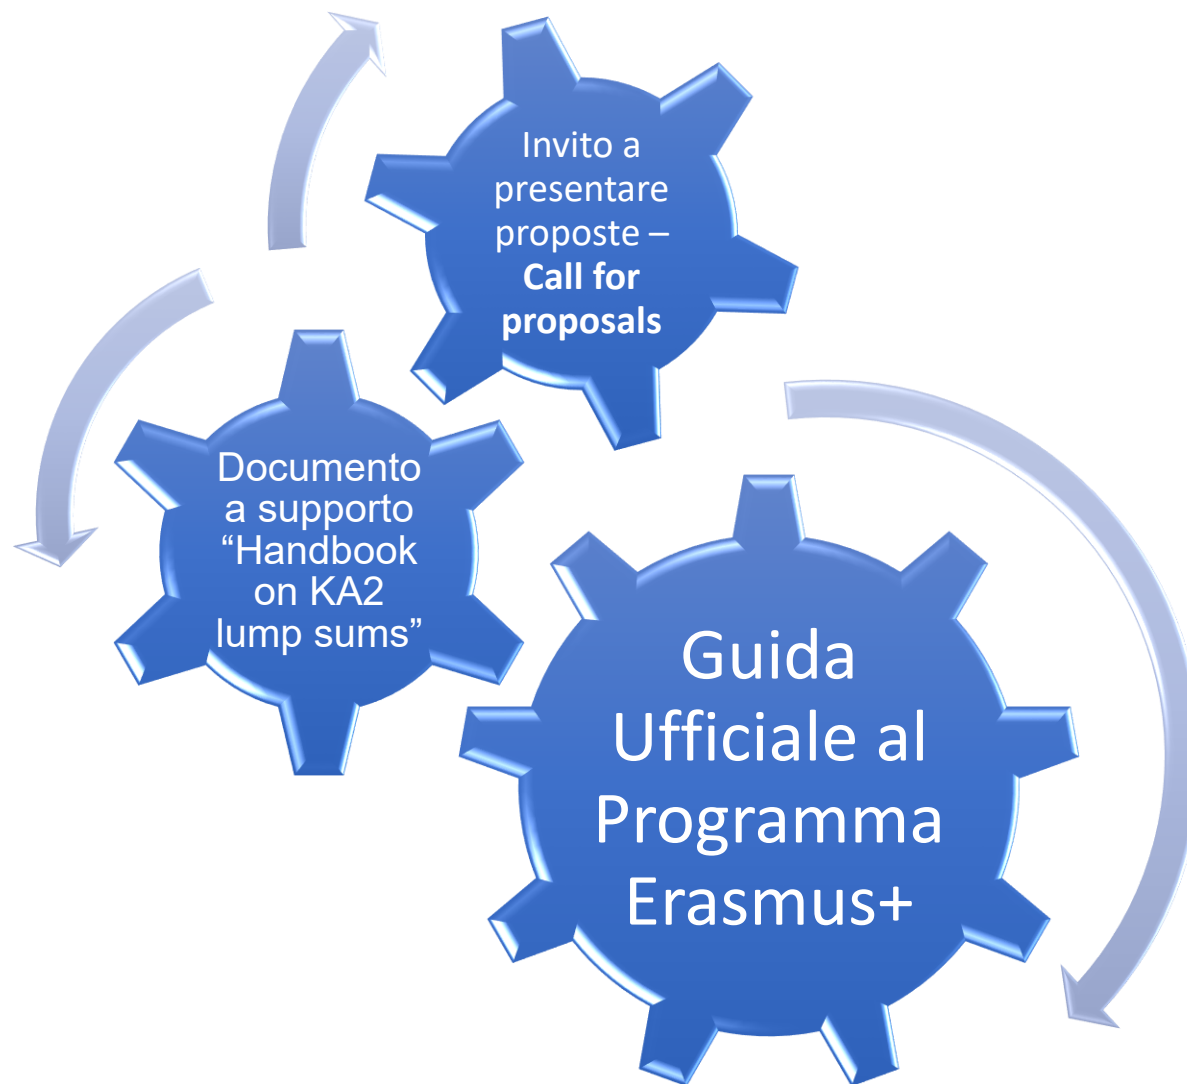 Invito a
presentare
proposte –
Call for
proposals
Documento
a supporto
“Handbook
on KA2
lump sums”
Guida
Ufficiale al
Programma
Erasmus+